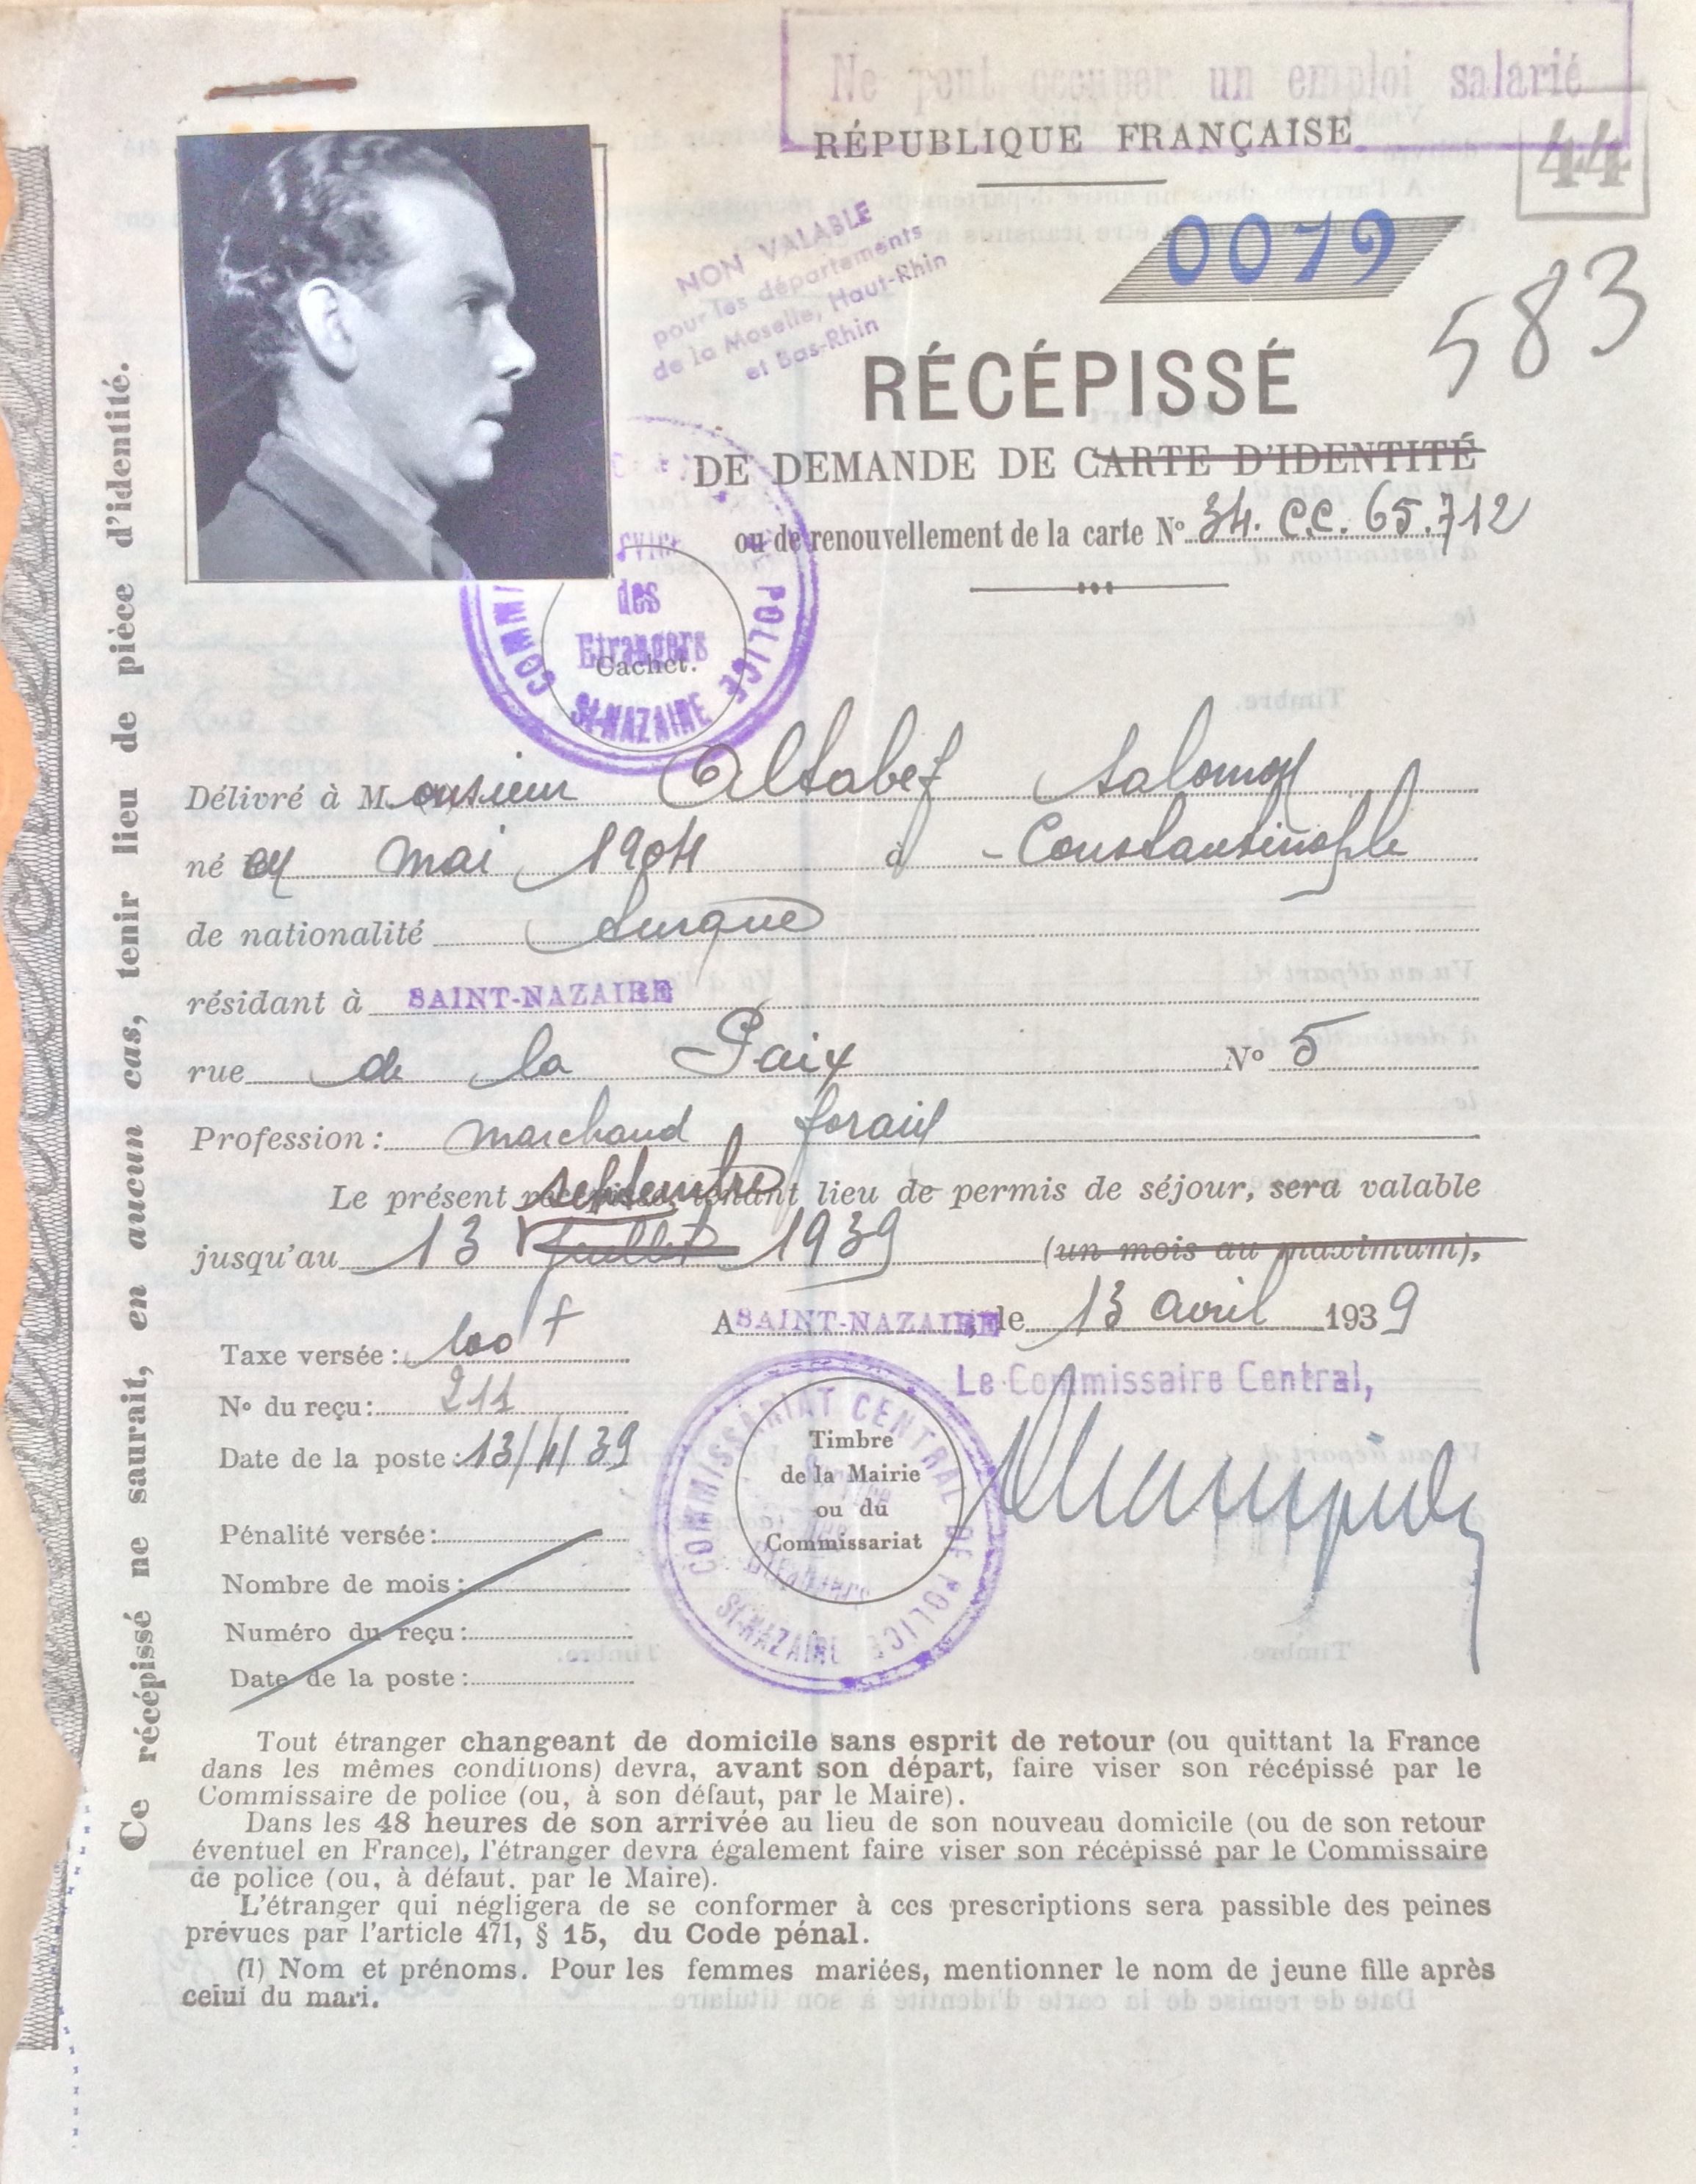 Ne peut occuper un emploi salarié
RÉPUBLIQUE FRANÇAISE
44
0079
583
NON VALABLE
pour les départements
de la Moselle, Haut-Rhin
et Bas-Rhin
RÉCÉPISSÉ
DE DEMANDE DE CARTE D'IDENTITÉ
ou de renouvellement de la carte N° 34. C.C. 65.712
des
Etrangers
Cachet.
POLICE
ST-NAZAIRE
Délivré à Monsieur Altabef Salomon
né en mai 1904 à - Constantinople
de nationalité turque
résidant à SAINT-NAZAIRE
rue de la Paix N° 5
Profession : marchand forain
septembre
Le présent récépissé, tenant lieu de permis de séjour, sera valable
jusqu'au 13 juillet 1939 (un mois au maximum),
A SAINT-NAZAIRE, le 13 avril 1939
Le Commissaire Central,
Taxe versée : 100 f
N° du reçu : 211
Date de la poste : 13/4/39
Pénalité versée :
Nombre de mois :
Numéro du reçu :
Date de la poste :
COMMISSARIAT CENTRAL DE POLICE
ST-NAZAIRE
Timbre
de la Mairie
ou du
Commissariat
Tout étranger changeant de domicile sans esprit de retour (ou quittant la France
dans les mêmes conditions) devra, avant son départ, faire viser son récépissé par le
Commissaire de police (ou, à son défaut, par le Maire).
Dans les 48 heures de son arrivée au lieu de son nouveau domicile (ou de son retour
éventuel en France), l'étranger devra également faire viser son récépissé par le Commissaire
de police (ou, à défaut, par le Maire).
L'étranger qui négligera de se conformer à ces prescriptions sera passible des peines
prévues par l'article 471, § 15, du Code pénal.
(1) Nom et prénoms. Pour les femmes mariées, mentionner le nom de jeune fille après
celui du mari.
Ce récépissé ne saurait, en aucun cas, tenir lieu de pièce d'identité.